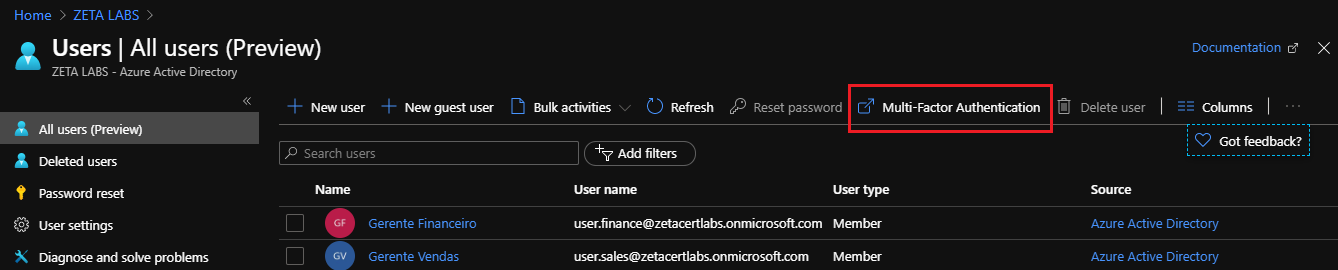 Home > ZETA LABS >
Users | All users (Preview)
ZETA LABS - Azure Active Directory
Documentation
«
All users (Preview)
Deleted users
Password reset
User settings
Diagnose and solve problems
+ New user + New guest user Bulk activities Refresh Reset password Multi-Factor Authentication Delete user Columns ...
Got feedback?
Search users Add filters
Name User name User type Source
GF Gerente Financeiro user.finance@zetacertlabs.onmicrosoft.com Member Azure Active Directory
GV Gerente Vendas user.sales@zetacertlabs.onmicrosoft.com Member Azure Active Directory